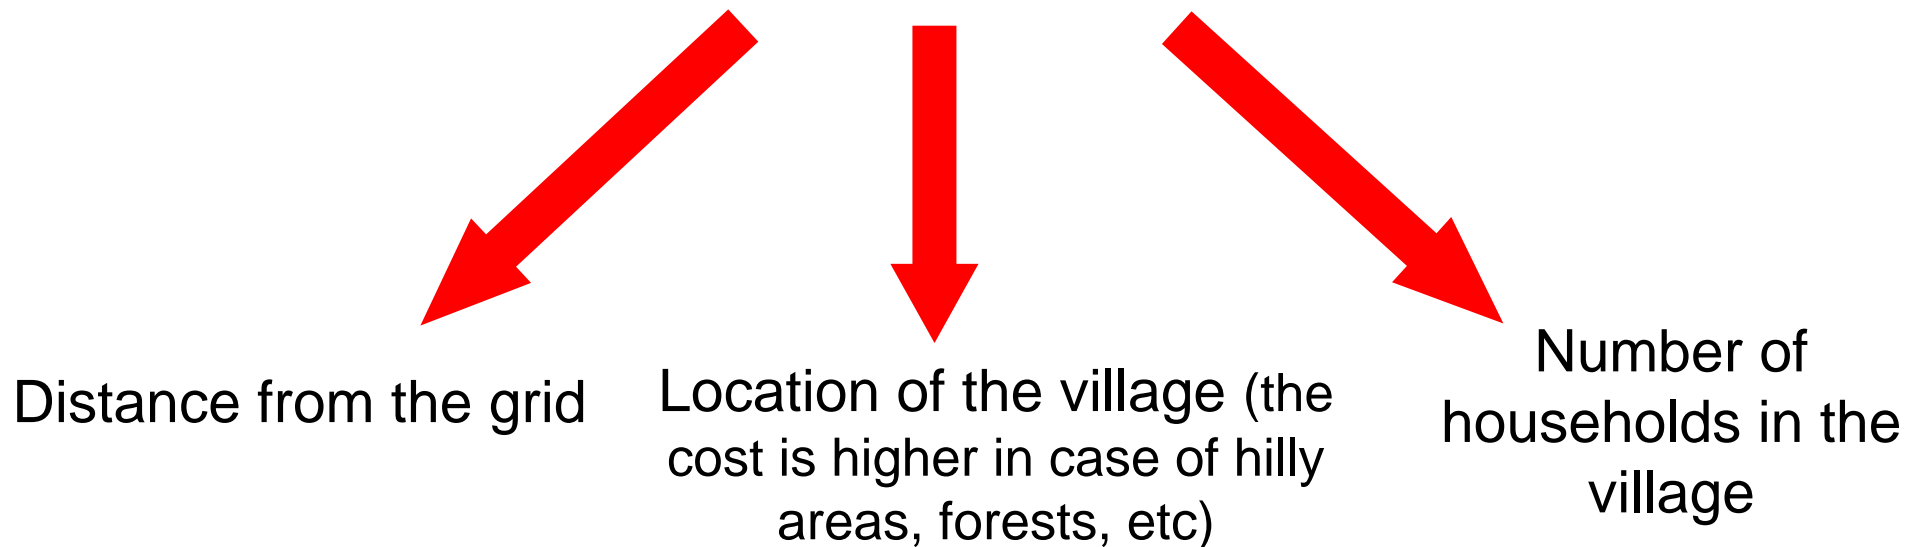 Distance from the grid
Location of the village (the
cost is higher in case of hilly
areas, forests, etc)
Number of
households in the
village